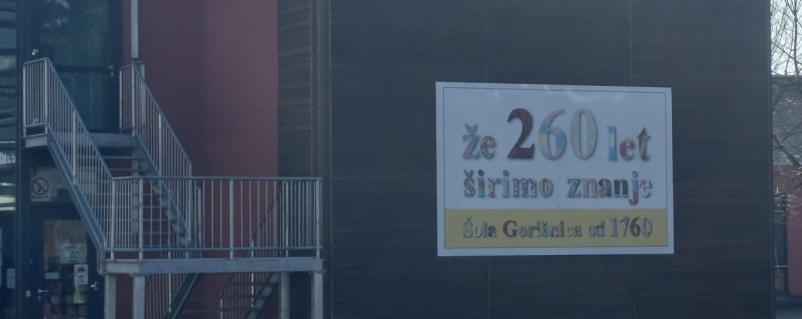 že 260 let
širimo znanje
Šola Gorišnica od 1760